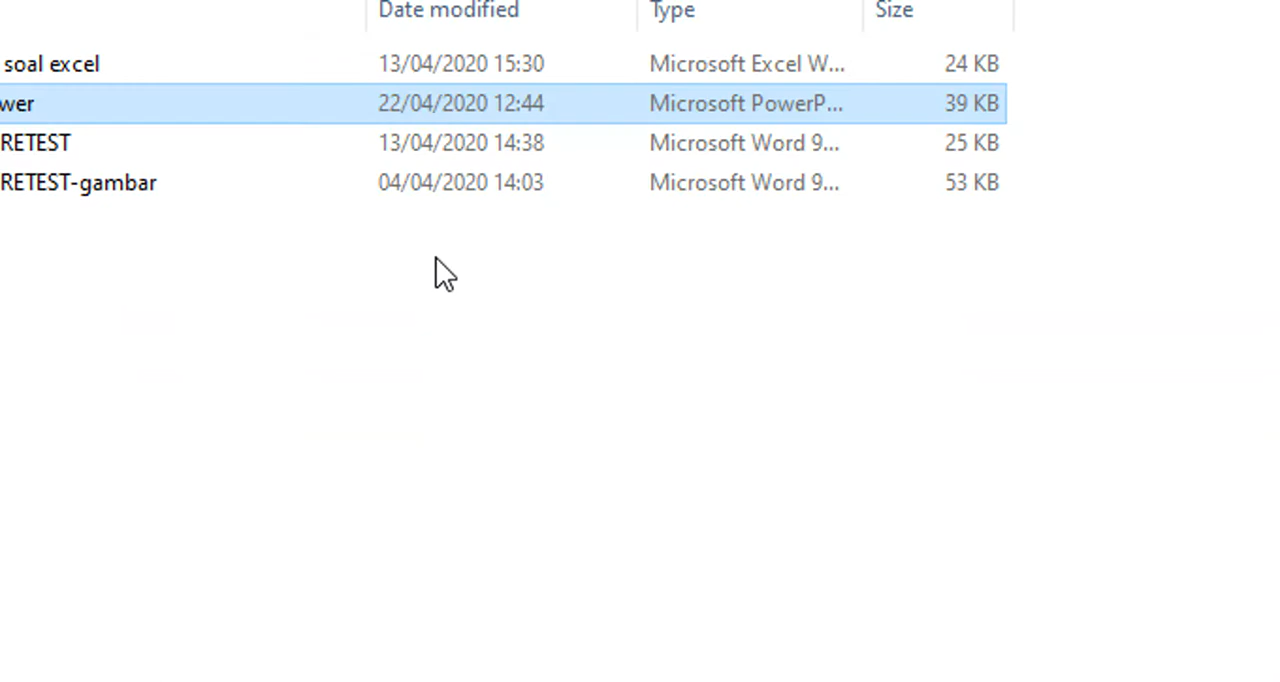 Date modified Type Size
soal excel 13/04/2020 15:30 Microsoft Excel W... 24 KB
wer 22/04/2020 12:44 Microsoft PowerP... 39 KB
RETEST 13/04/2020 14:38 Microsoft Word 9... 25 KB
RETEST-gambar 04/04/2020 14:03 Microsoft Word 9... 53 KB